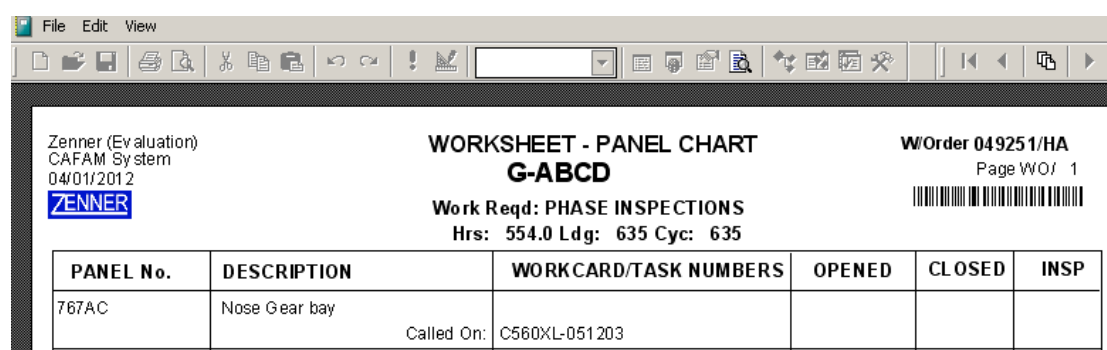 File Edit View
Zenner (Evaluation)
CAFAM System
04/01/2012
ZENNER
WORKSHEET - PANEL CHART
G-ABCD
Work Reqd: PHASE INSPECTIONS
Hrs: 554.0 Ldg: 635 Cyc: 635
W/Order 049251/HA
Page WO/ 1
PANEL No. DESCRIPTION WORKCARD/TASK NUMBERS OPENED CLOSED INSP
767AC Nose Gear bay
Called On: C560XL-051203